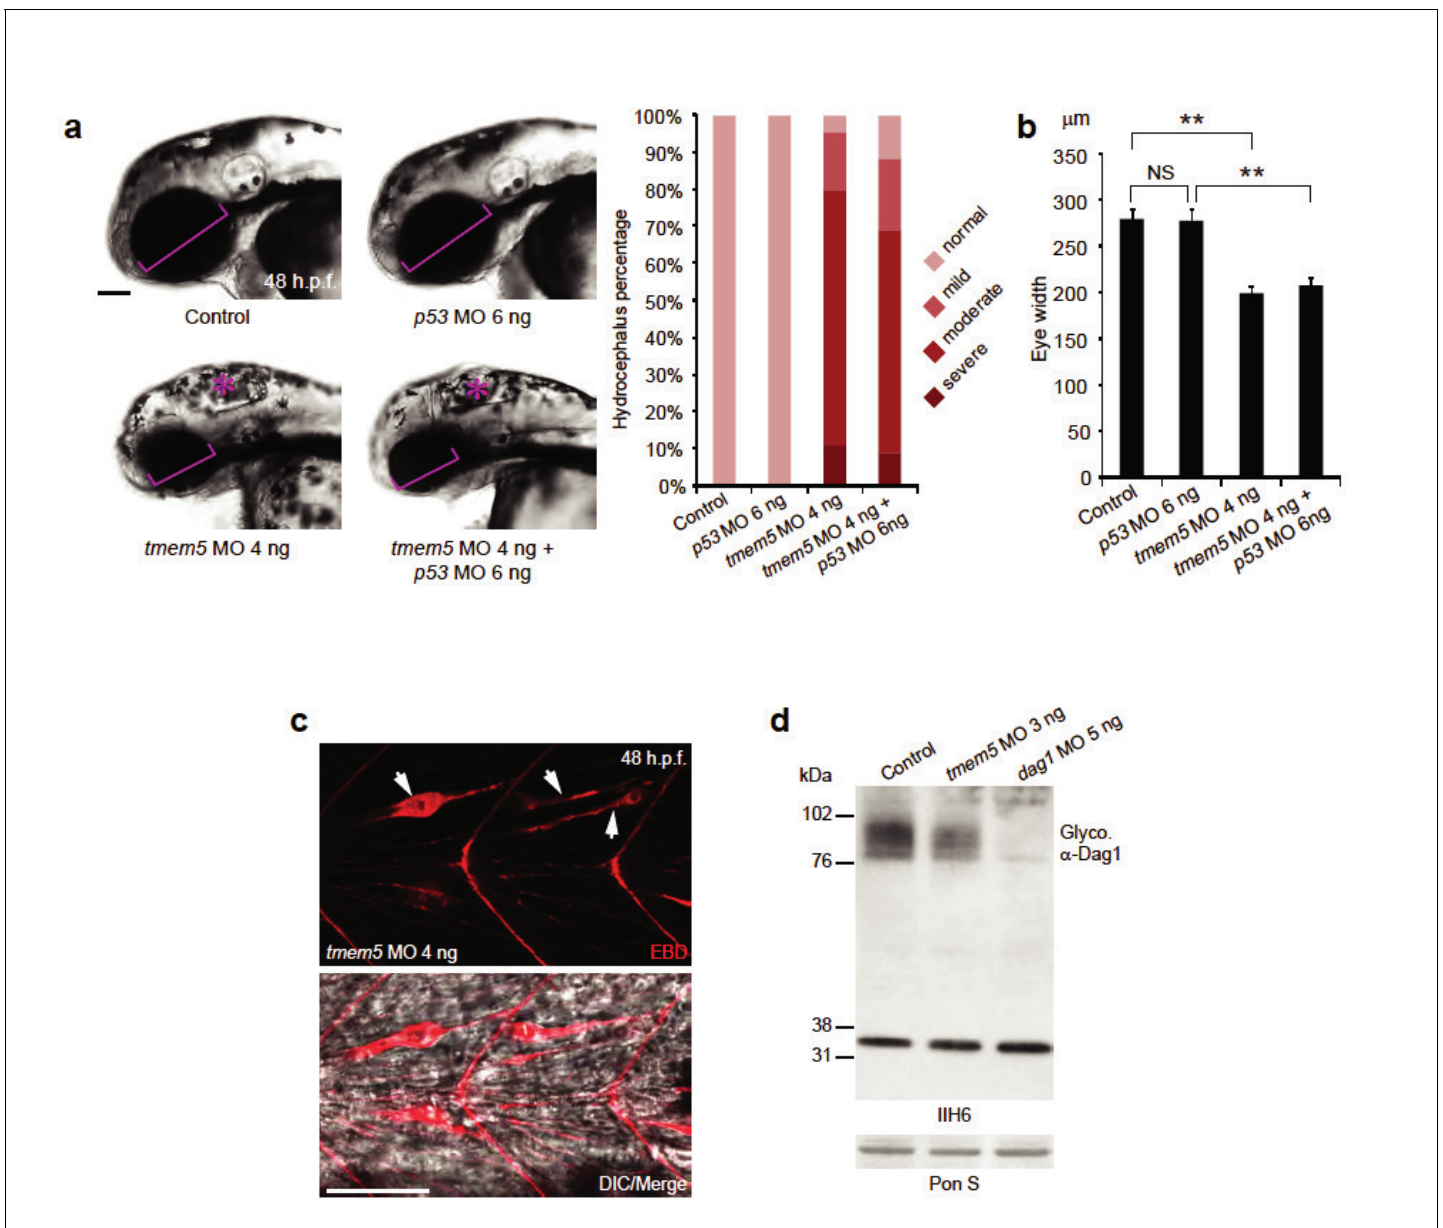 a
48 h.p.f.
Control
p53 MO 6 ng
*
*
tmem5 MO 4 ng
tmem5 MO 4 ng +
p53 MO 6 ng
Hydrocephalus percentage
100%
90%
80%
70%
60%
50%
40%
30%
20%
10%
0%
Control
p53 MO 6 ng
tmem5 MO 4 ng
tmem5 MO 4 ng +
p53 MO 6ng
normal
mild
moderate
severe
b
µm
Eye width
350
300
250
200
150
100
50
0
**
NS
**
Control
p53 MO 6 ng
tmem5 MO 4 ng
tmem5 MO 4 ng +
p53 MO 6ng
c
48 h.p.f.
tmem5 MO 4 ng
EBD
DIC/Merge
d
kDa
Control
tmem5 MO 3 ng
dag1 MO 5 ng
102
76
38
31
Glyco.
α-Dag1
IIH6
Pon S